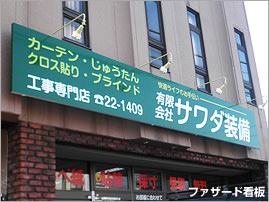 カーテン・じゅうたん
クロス貼り・ブラインド
工事専門店 ☎22-1409
快適ライフのお手伝い
有限会社 サワダ装備
ファザード看板